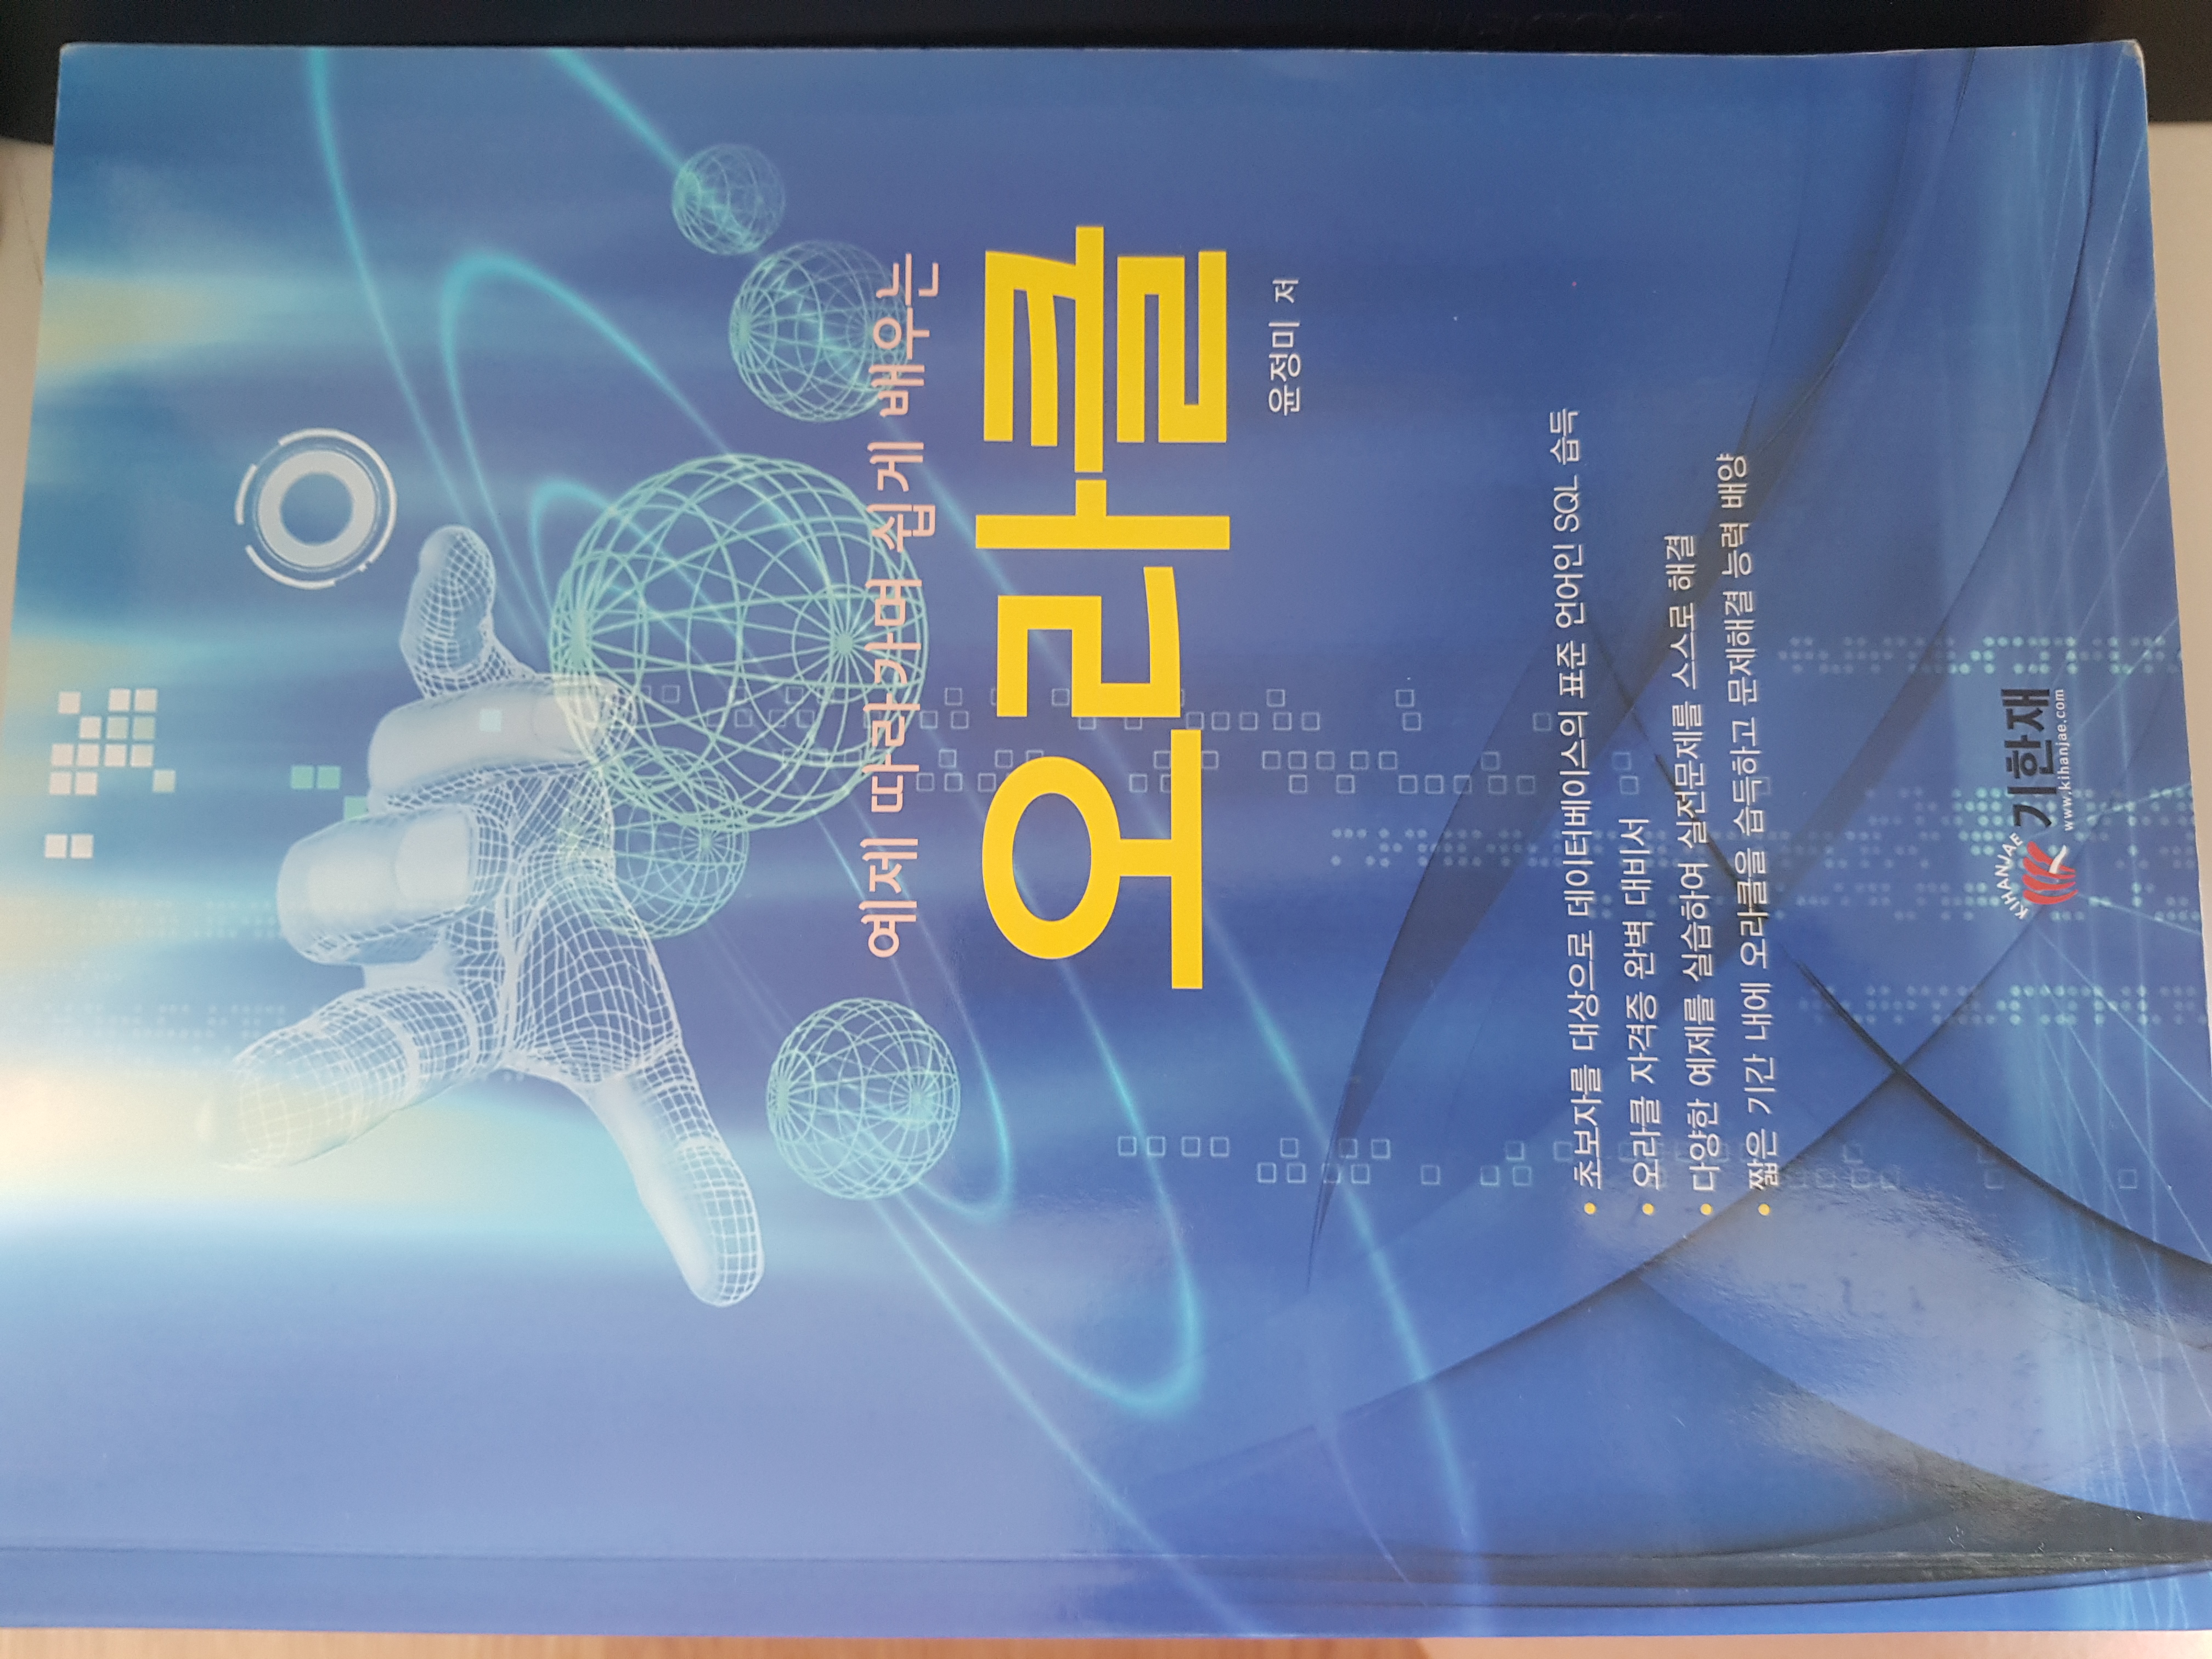 예제 따라가며 쉽게 배우는
오라클
윤정미 저
• 초보자를 대상으로 데이터베이스의 표준 언어인 SQL 습득
• 오라클 자격증 완벽 대비서
• 다양한 예제를 실습하여 실전문제를 스스로 해결
• 짧은 기간 내에 오라클을 습득하고 문제해결 능력 배양
KIHANJAE
기한재
www.kihanjae.com